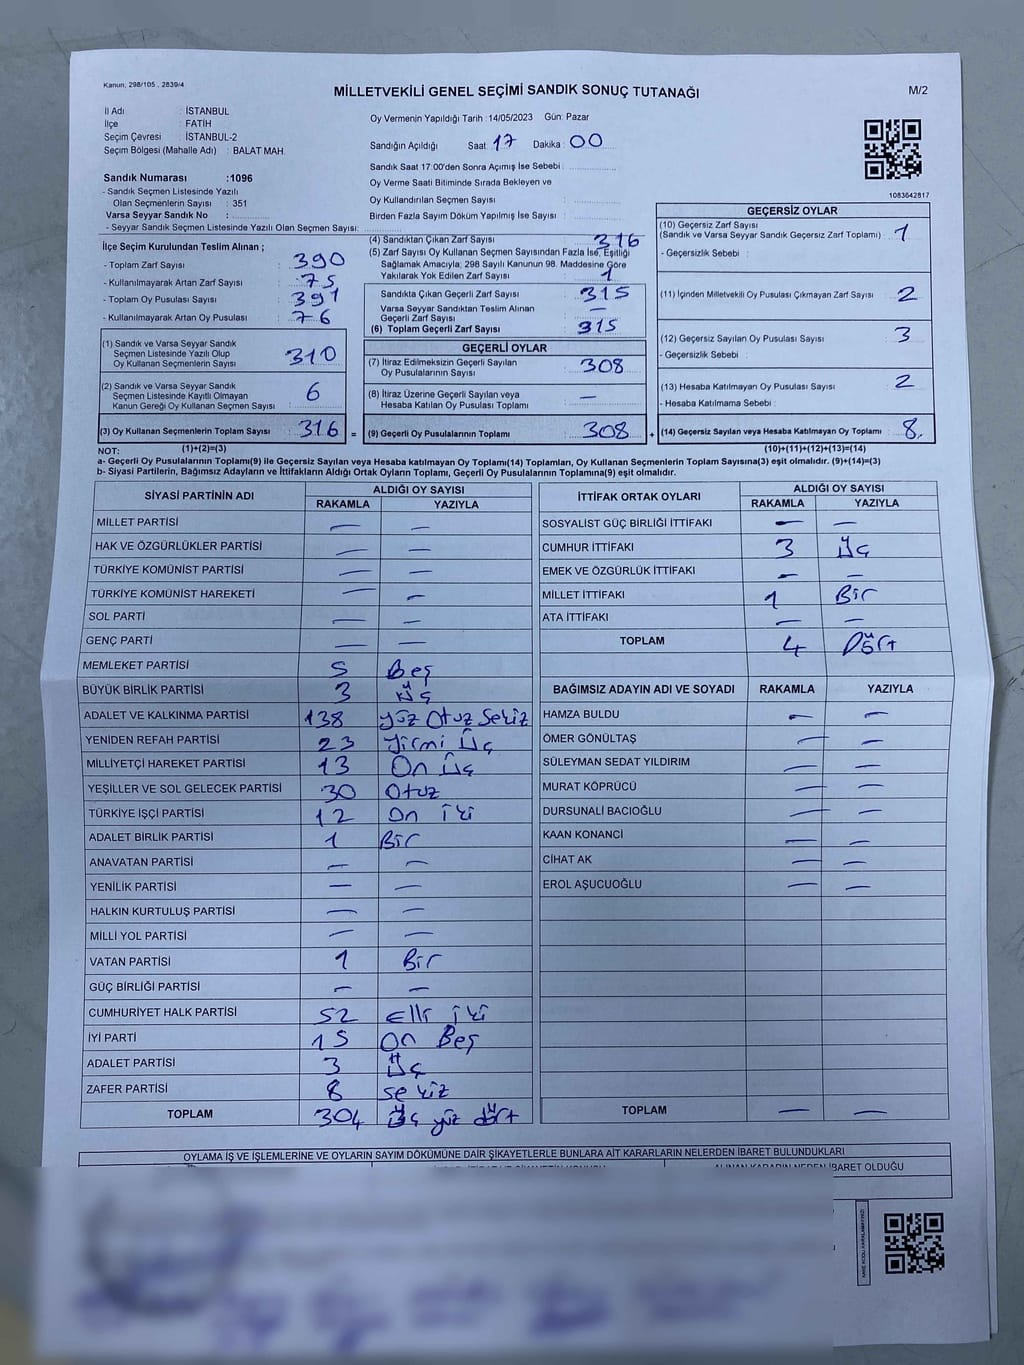 Kanun, 298/105 , 2839/4
MİLLETVEKİLİ GENEL SEÇİMİ SANDIK SONUÇ TUTANAĞI
M/2
İl Adı : İSTANBUL
İlçe : FATİH
Seçim Çevresi : İSTANBUL-2
Seçim Bölgesi (Mahalle Adı) : BALAT MAH.
Sandık Numarası :1096
- Sandık Seçmen Listesinde Yazılı
Olan Seçmenlerin Sayısı : 351
Varsa Seyyar Sandık No :
- Seyyar Sandık Seçmen Listesinde Yazılı Olan Seçmen Sayısı:
Oy Vermenin Yapıldığı Tarih :14/05/2023 Gün: Pazar
Sandığın Açıldığı Saat: 17 Dakika: 00
Sandık Saat 17:00'den Sonra Açımış İse Sebebi :
Oy Verme Saati Bitiminde Sırada Bekleyen ve
Oy Kullandırılan Seçmen Sayısı :
Birden Fazla Sayım Döküm Yapılmış İse Sayısı :
1083642817
İlçe Seçim Kurulundan Teslim Alınan ;
- Toplam Zarf Sayısı : 390
- Kullanılmayarak Artan Zarf Sayısı : 75
- Toplam Oy Pusulası Sayısı : 391
- Kullanılmayarak Artan Oy Pusulası : 76
(1) Sandık ve Varsa Seyyar Sandık
Seçmen Listesinde Yazılı Olup
Oy Kullanan Seçmenlerin Sayısı : 310
(2) Sandık ve Varsa Seyyar Sandık
Seçmen Listesinde Kayıtlı Olmayan
Kanun Gereği Oy Kullanan Seçmen Sayısı : 6
(3) Oy Kullanan Seçmenlerin Toplam Sayısı : 316 =
(4) Sandıktan Çıkan Zarf Sayısı : 316
(5) Zarf Sayısı Oy Kullanan Seçmen Sayısından Fazla İse, Eşitliği
Sağlamak Amacıyla; 298 Sayılı Kanunun 98. Maddesine Göre
Yakılarak Yok Edilen Zarf Sayısı : 1
Sandıkta Çıkan Geçerli Zarf Sayısı : 315
Varsa Seyyar Sandıktan Teslim Alınan
Geçerli Zarf Sayısı : —
(6) Toplam Geçerli Zarf Sayısı : 315
GEÇERLİ OYLAR
(7) İtiraz Edilmeksizin Geçerli Sayılan
Oy Pusulalarının Sayısı : 308
(8) İtiraz Üzerine Geçerli Sayılan veya
Hesaba Katılan Oy Pusulası Toplamı : —
(9) Geçerli Oy Pusulalarının Toplamı : 308 +
GEÇERSİZ OYLAR
(10) Geçersiz Zarf Sayısı
(Sandık ve Varsa Seyyar Sandık Geçersiz Zarf Toplamı) : 1
- Geçersizlik Sebebi :
(11) İçinden Milletvekili Oy Pusulası Çıkmayan Zarf Sayısı : 2
(12) Geçersiz Sayılan Oy Pusulası Sayısı : 3
- Geçersizlik Sebebi :
(13) Hesaba Katılmayan Oy Pusulası Sayısı : 2
- Hesaba Katılmama Sebebi :
(14) Geçersiz Sayılan veya Hesaba Katılmayan Oy Toplamı : 8
NOT: (1)+(2)=(3) (10)+(11)+(12)+(13)=(14)
a- Geçerli Oy Pusulalarının Toplamı(9) ile Geçersiz Sayılan veya Hesaba katılmayan Oy Toplamı(14) Toplamları, Oy Kullanan Seçmenlerin Toplam Sayısına(3) eşit olmalıdır. (9)+(14)=(3)
b- Siyasi Partilerin, Bağımsız Adayların ve İttifakların Aldığı Ortak Oyların Toplamı, Geçerli Oy Pusulalarının Toplamına(9) eşit olmalıdır.
SİYASİ PARTİNİN ADI ALDIĞI OY SAYISI
RAKAMLA YAZIYLA
MİLLET PARTİSİ — —
HAK VE ÖZGÜRLÜKLER PARTİSİ — —
TÜRKİYE KOMÜNİST PARTİSİ — —
TÜRKİYE KOMÜNİST HAREKETİ — —
SOL PARTİ — —
GENÇ PARTİ — —
MEMLEKET PARTİSİ 5 Beş
BÜYÜK BİRLİK PARTİSİ 3 Üç
ADALET VE KALKINMA PARTİSİ 138 yüz Otuz Sekiz
YENİDEN REFAH PARTİSİ 23 Yirmi Üç
MİLLİYETÇİ HAREKET PARTİSİ 13 On Üç
YEŞİLLER VE SOL GELECEK PARTİSİ 30 Otuz
TÜRKİYE İŞÇİ PARTİSİ 12 On İki
ADALET BİRLİK PARTİSİ 1 Bir
ANAVATAN PARTİSİ — —
YENİLİK PARTİSİ — —
HALKIN KURTULUŞ PARTİSİ — —
MİLLİ YOL PARTİSİ — —
VATAN PARTİSİ 1 Bir
GÜÇ BİRLİĞİ PARTİSİ — —
CUMHURİYET HALK PARTİSİ 52 Elli iki
İYİ PARTİ 15 On Beş
ADALET PARTİSİ 3 Üç
ZAFER PARTİSİ 8 sekiz
TOPLAM 304 Üç yüz dört
İTTİFAK ORTAK OYLARI ALDIĞI OY SAYISI
RAKAMLA YAZIYLA
SOSYALİST GÜÇ BİRLİĞİ İTTİFAKI — —
CUMHUR İTTİFAKI 3 Üç
EMEK VE ÖZGÜRLÜK İTTİFAKI — —
MİLLET İTTİFAKI 1 Bir
ATA İTTİFAKI — —
TOPLAM 4 Dört
BAĞIMSIZ ADAYIN ADI VE SOYADI RAKAMLA YAZIYLA
HAMZA BULDU — —
ÖMER GÖNÜLTAŞ — —
SÜLEYMAN SEDAT YILDIRIM — —
MURAT KÖPRÜCÜ — —
DURSUNALİ BACIOĞLU — —
KAAN KONANCİ — —
CİHAT AK — —
EROL AŞUCUOĞLU — —
TOPLAM — —
OYLAMA İŞ VE İŞLEMLERİNE VE OYLARIN SAYIM DÖKÜMÜNE DAİR ŞİKAYETLERLE BUNLARA AİT KARARLARIN NELERDEN İBARET BULUNDUKLARI
ALINAN KARARIN NEDEN İBARET OLDUĞU